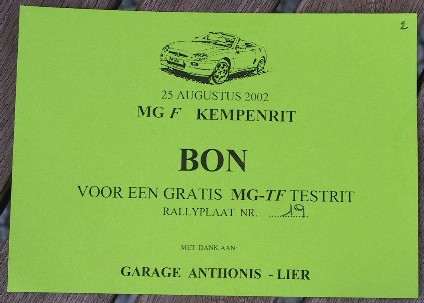 2
25 AUGUSTUS 2002
MG F KEMPENRIT
BON
VOOR EEN GRATIS MG-TF TESTRIT
RALLYPLAAT NR. ....19....
MET DANK AAN:
GARAGE ANTHONIS - LIER